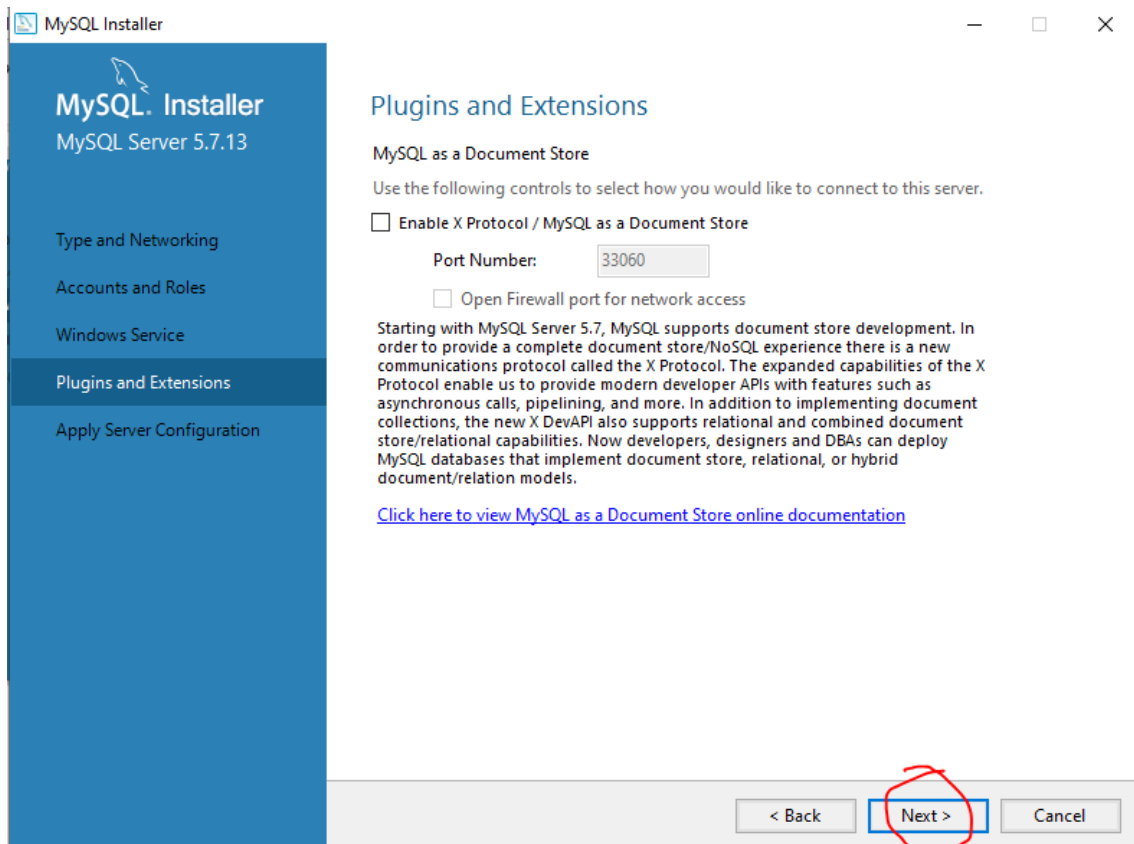 MySQL Installer
MySQL. Installer
MySQL Server 5.7.13
Type and Networking
Accounts and Roles
Windows Service
Plugins and Extensions
Apply Server Configuration
Plugins and Extensions
MySQL as a Document Store
Use the following controls to select how you would like to connect to this server.
Enable X Protocol / MySQL as a Document Store
Port Number: 33060
Open Firewall port for network access
Starting with MySQL Server 5.7, MySQL supports document store development. In
order to provide a complete document store/NoSQL experience there is a new
communications protocol called the X Protocol. The expanded capabilities of the X
Protocol enable us to provide modern developer APIs with features such as
asynchronous calls, pipelining, and more. In addition to implementing document
collections, the new X DevAPI also supports relational and combined document
store/relational capabilities. Now developers, designers and DBAs can deploy
MySQL databases that implement document store, relational, or hybrid
document/relation models.
Click here to view MySQL as a Document Store online documentation
< Back
Next >
Cancel